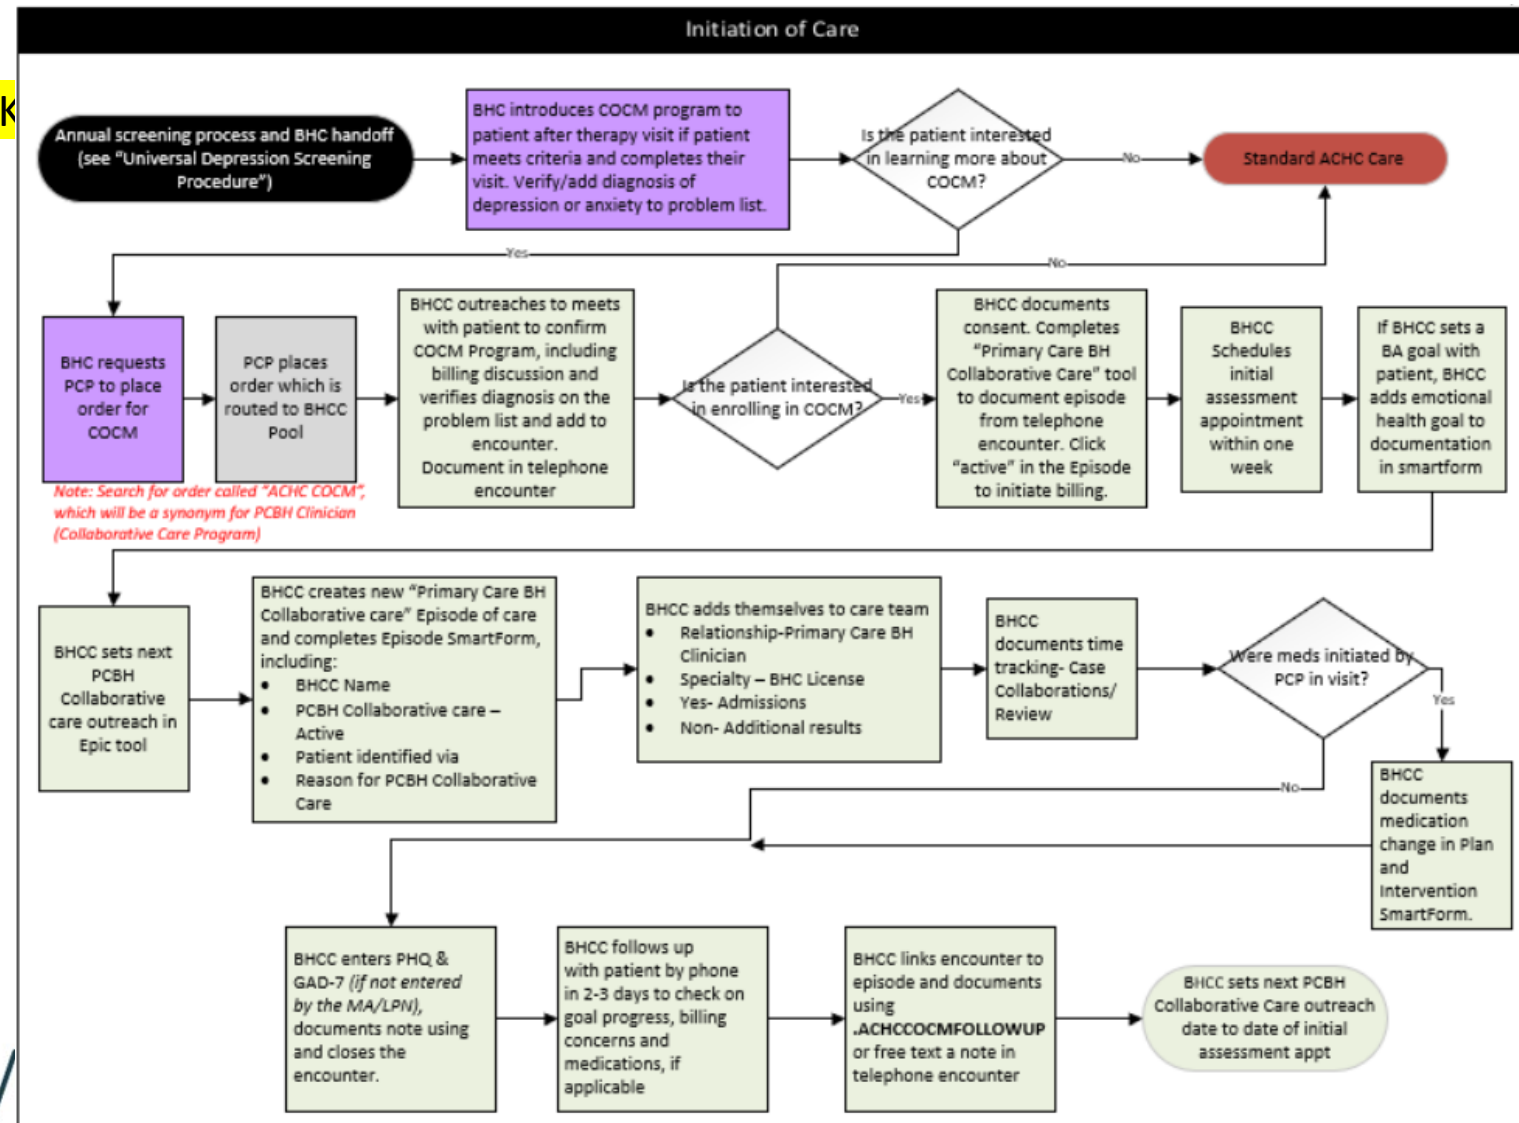 Initiation of Care
K
Annual screening process and BHC handoff
(see “Universal Depression Screening
Procedure”)
BHC introduces COCM program to
patient after therapy visit if patient
meets criteria and completes their
visit. Verify/add diagnosis of
depression or anxiety to problem list.
Is the patient interested
in learning more about
COCM?
No
Standard ACHC Care
Yes
No
BHC requests
PCP to place
order for
COCM
Note: Search for order called “ACHC COCM”,
which will be a synonym for PCBH Clinician
(Collaborative Care Program)
PCP places
order which is
routed to BHCC
Pool
BHCC outreaches to meets
with patient to confirm
COCM Program, including
billing discussion and
verifies diagnosis on the
problem list and add to
encounter.
Document in telephone
encounter
Is the patient interested
in enrolling in COCM?
Yes
BHCC documents
consent. Completes
“Primary Care BH
Collaborative Care” tool
to document episode
from telephone
encounter. Click
“active” in the Episode
to initiate billing.
BHCC
Schedules
initial
assessment
appointment
within one
week
If BHCC sets a
BA goal with
patient, BHCC
adds emotional
health goal to
documentation
in smartform
BHCC sets next
PCBH
Collaborative
care outreach in
Epic tool
BHCC creates new “Primary Care BH
Collaborative care” Episode of care
and completes Episode SmartForm,
including:
• BHCC Name
• PCBH Collaborative care –
Active
• Patient identified via
• Reason for PCBH Collaborative
Care
BHCC adds themselves to care team
• Relationship-Primary Care BH
Clinician
• Specialty – BHC License
• Yes- Admissions
• Non- Additional results
BHCC
documents time
tracking- Case
Collaborations/
Review
Were meds initiated by
PCP in visit?
Yes
No
BHCC
documents
medication
change in Plan
and
Intervention
SmartForm.
BHCC enters PHQ &
GAD-7 (if not entered
by the MA/LPN),
documents note using
and closes the
encounter.
BHCC follows up
with patient by phone
in 2-3 days to check on
goal progress, billing
concerns and
medications, if
applicable
BHCC links encounter to
episode and documents
using
.ACHCCOCMFOLLOWUP
or free text a note in
telephone encounter
BHCC sets next PCBH
Collaborative Care outreach
date to date of initial
assessment appt